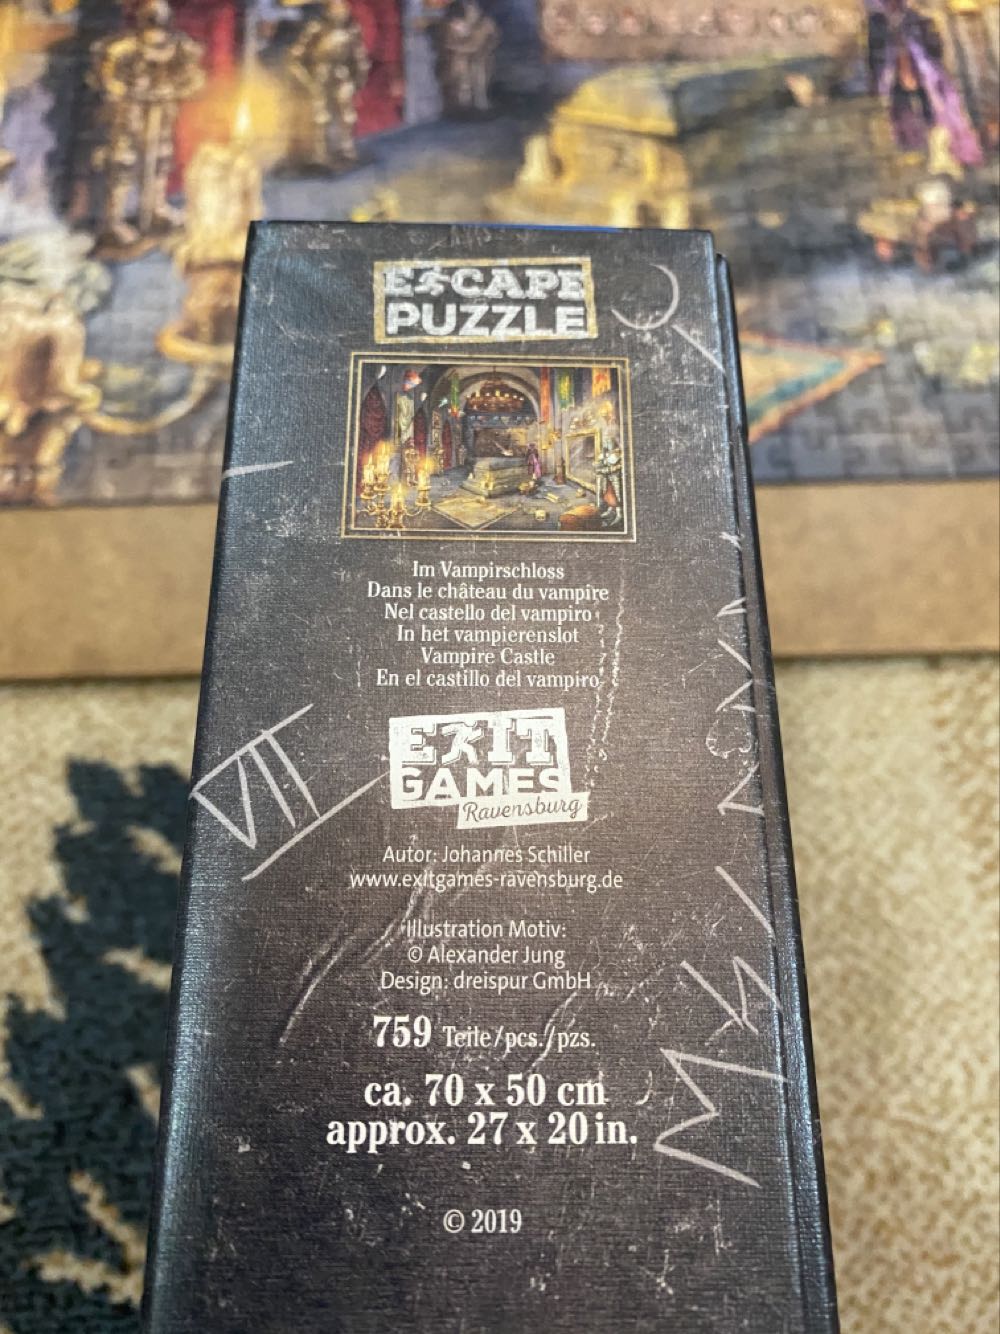 ESCAPE
PUZZLE
Im Vampirschloss
Dans le château du vampire
Nel castello del vampiro
In het vampierenslot
Vampire Castle
En el castillo del vampiro
EXIT
GAMES
Ravensburg
VII
Autor: Johannes Schiller
www.exitgames-ravensburg.de
Illustration Motiv:
© Alexander Jung
Design: dreispur GmbH
759 Teile/pcs./pzs.
ca. 70 x 50 cm
approx. 27 x 20 in.
© 2019